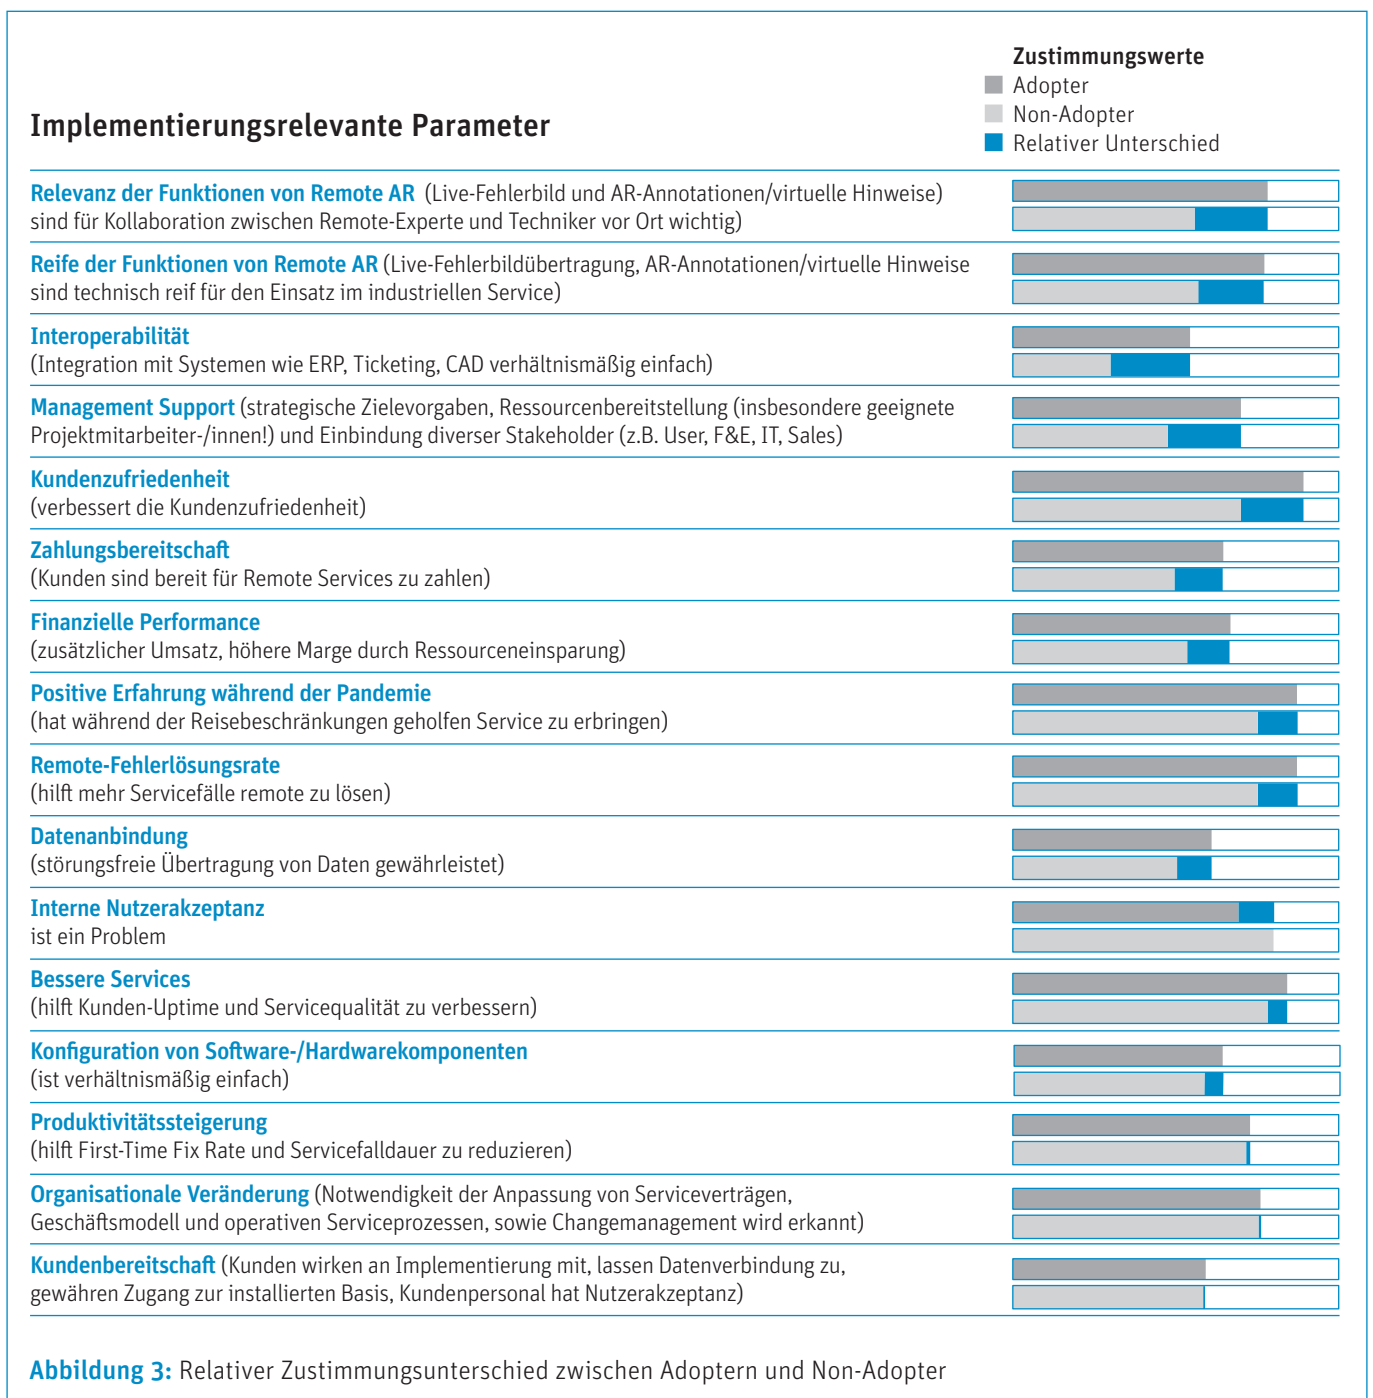 Zustimmungswerte
Adopter
Non-Adopter
Relativer Unterschied
Implementierungsrelevante Parameter
Relevanz der Funktionen von Remote AR (Live-Fehlerbild und AR-Annotationen/virtuelle Hinweise)
sind für Kollaboration zwischen Remote-Experte und Techniker vor Ort wichtig)
Reife der Funktionen von Remote AR (Live-Fehlerbildübertragung, AR-Annotationen/virtuelle Hinweise
sind technisch reif für den Einsatz im industriellen Service)
Interoperabilität
(Integration mit Systemen wie ERP, Ticketing, CAD verhältnismäßig einfach)
Management Support (strategische Zielevorgaben, Ressourcenbereitstellung (insbesondere geeignete
Projektmitarbeiter-/innen!) und Einbindung diverser Stakeholder (z.B. User, F&E, IT, Sales)
Kundenzufriedenheit
(verbessert die Kundenzufriedenheit)
Zahlungsbereitschaft
(Kunden sind bereit für Remote Services zu zahlen)
Finanzielle Performance
(zusätzlicher Umsatz, höhere Marge durch Ressourceneinsparung)
Positive Erfahrung während der Pandemie
(hat während der Reisebeschränkungen geholfen Service zu erbringen)
Remote-Fehlerlösungsrate
(hilft mehr Servicefälle remote zu lösen)
Datenanbindung
(störungsfreie Übertragung von Daten gewährleistet)
Interne Nutzerakzeptanz
ist ein Problem
Bessere Services
(hilft Kunden-Uptime und Servicequalität zu verbessern)
Konfiguration von Software-/Hardwarekomponenten
(ist verhältnismäßig einfach)
Produktivitätssteigerung
(hilft First-Time Fix Rate und Servicefalldauer zu reduzieren)
Organisationale Veränderung (Notwendigkeit der Anpassung von Serviceverträgen,
Geschäftsmodell und operativen Serviceprozessen, sowie Changemanagement wird erkannt)
Kundenbereitschaft (Kunden wirken an Implementierung mit, lassen Datenverbindung zu,
gewähren Zugang zur installierten Basis, Kundenpersonal hat Nutzerakzeptanz)
Abbildung 3: Relativer Zustimmungsunterschied zwischen Adoptern und Non-Adopter